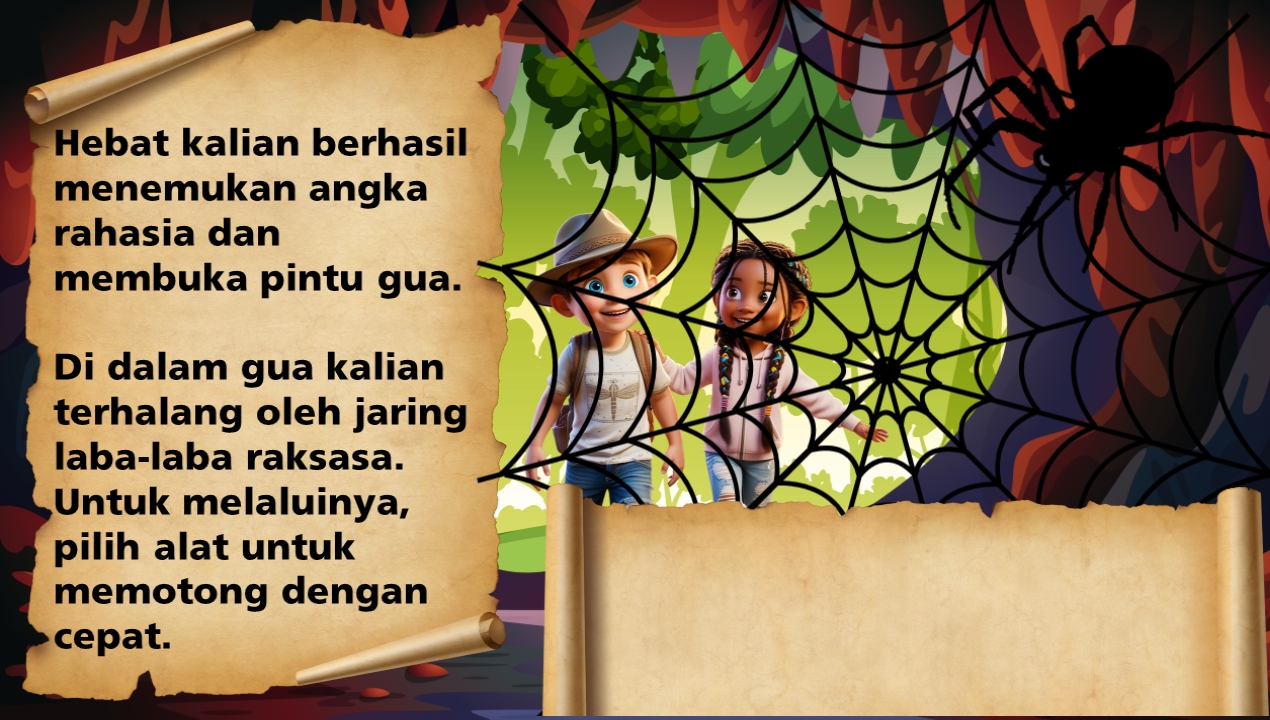 Hebat kalian berhasil
menemukan angka
rahasia dan
membuka pintu gua.
Di dalam gua kalian
terhalang oleh jaring
laba-laba raksasa.
Untuk melaluinya,
pilih alat untuk
memotong dengan
cepat.